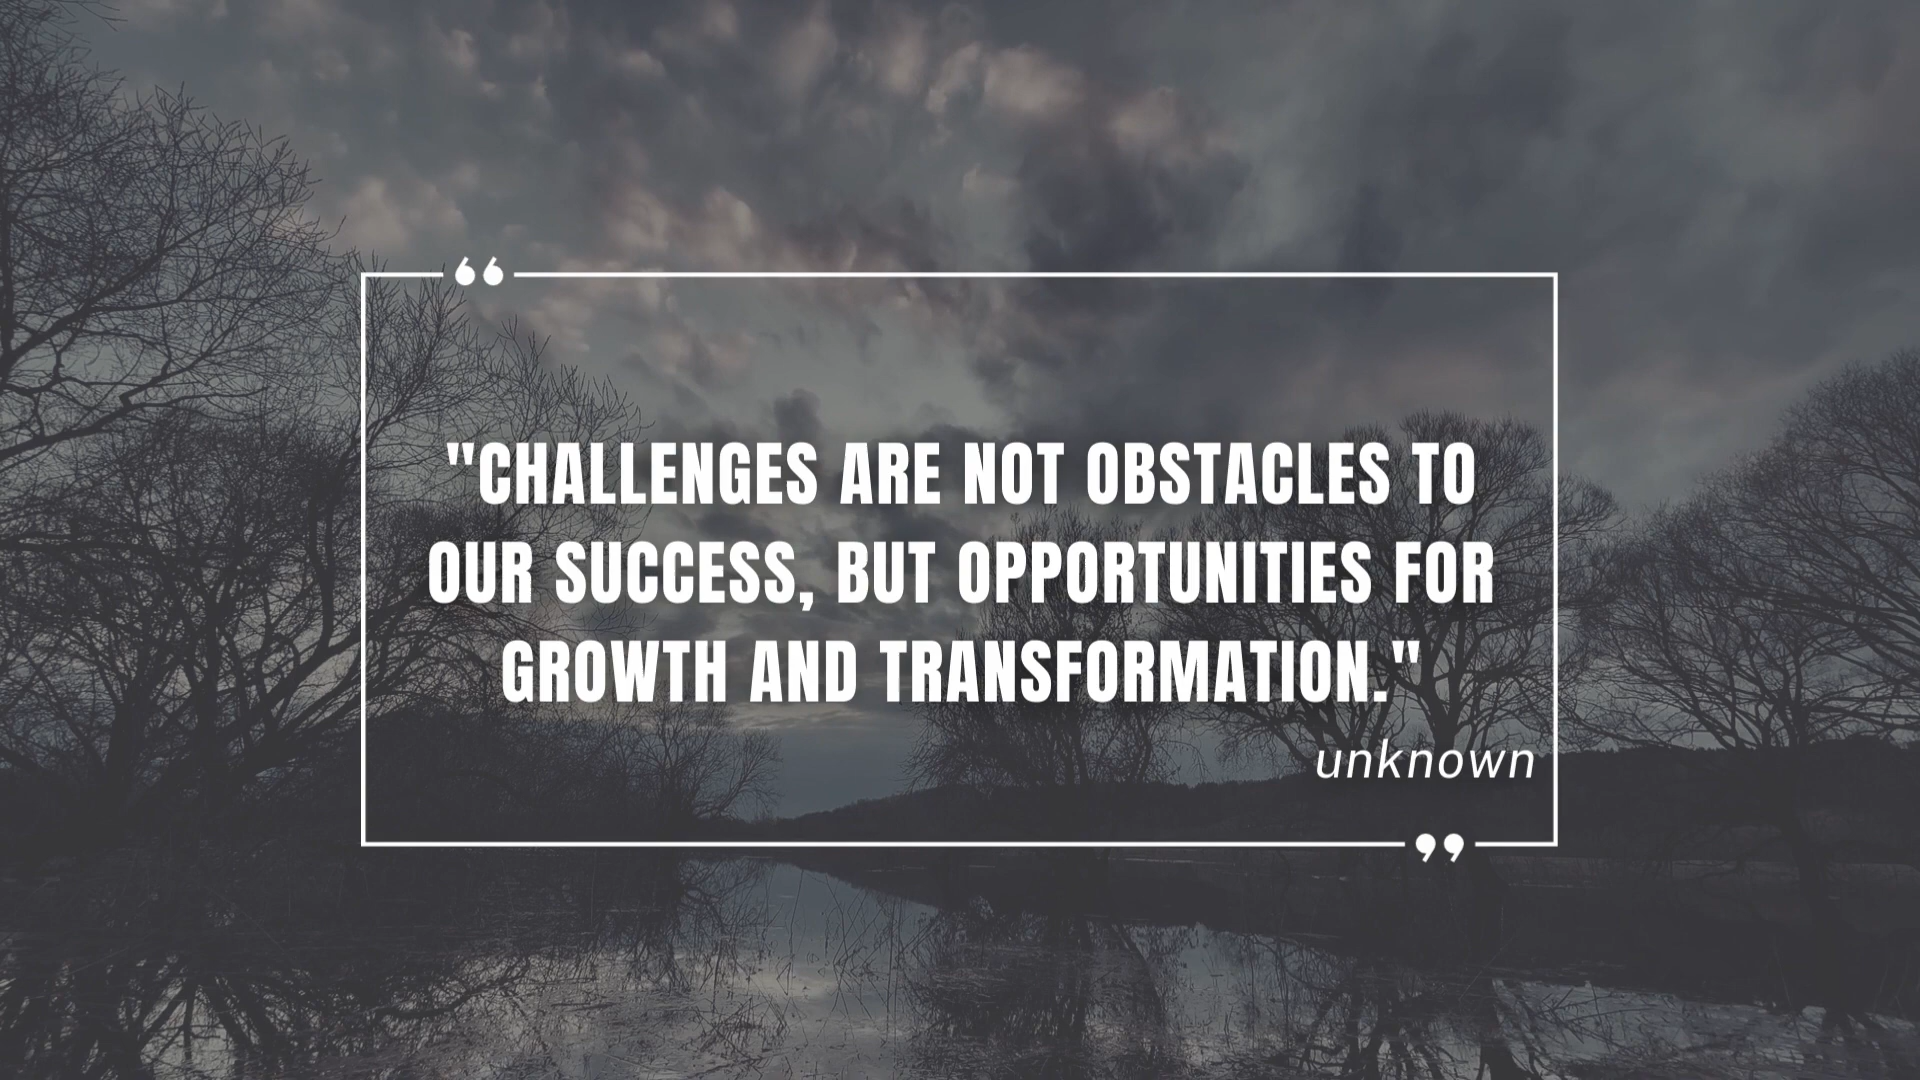 "CHALLENGES ARE NOT OBSTACLES TO
OUR SUCCESS, BUT OPPORTUNITIES FOR
GROWTH AND TRANSFORMATION."
unknown